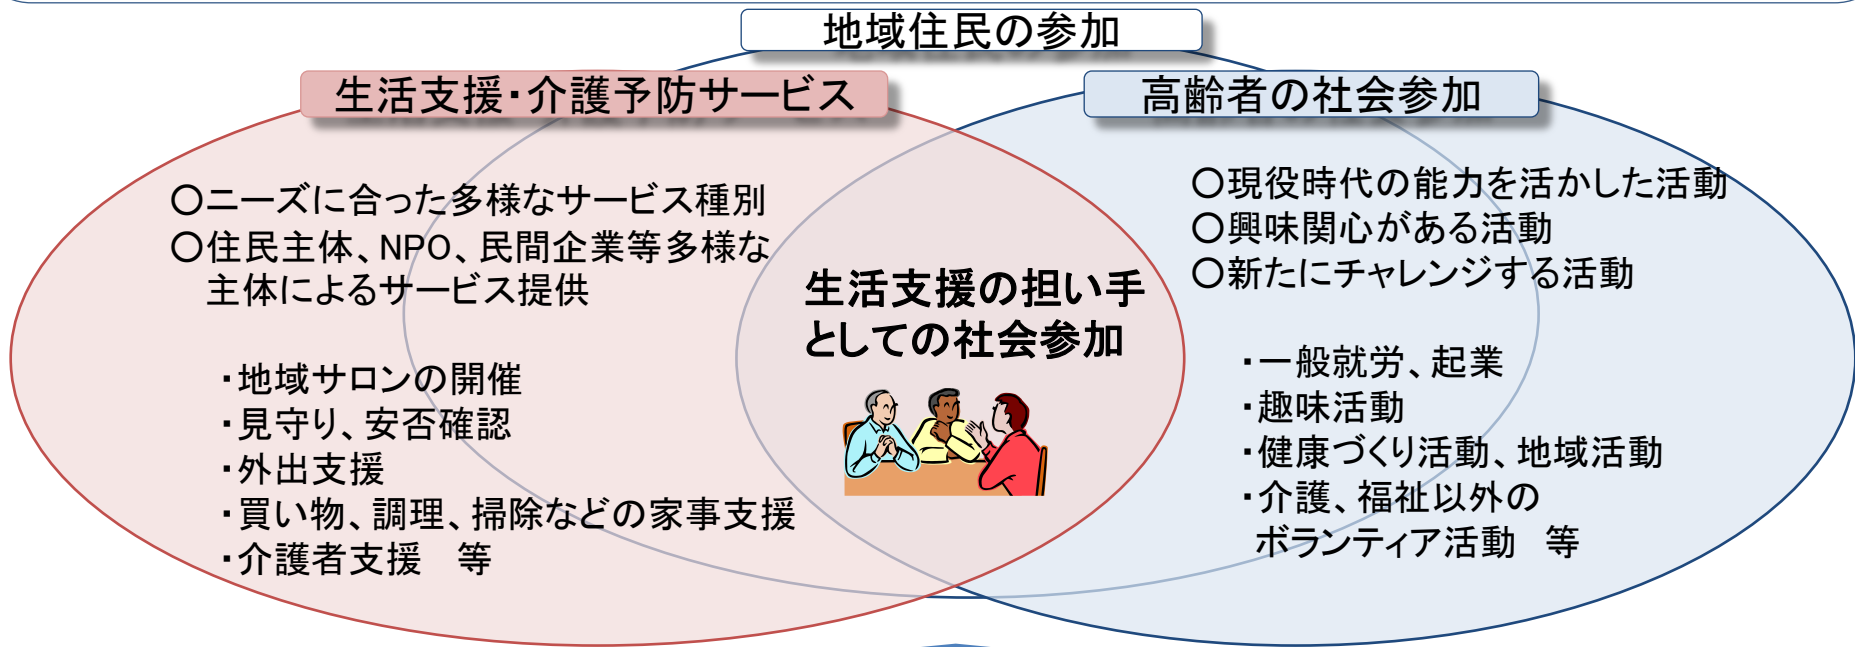 地域住民の参加
生活支援・介護予防サービス
○ニーズに合った多様なサービス種別
○住民主体、NPO、民間企業等多様な
主体によるサービス提供
・地域サロンの開催
・見守り、安否確認
・外出支援
・買い物、調理、掃除などの家事支援
・介護者支援　等
生活支援の担い手
としての社会参加
高齢者の社会参加
○現役時代の能力を活かした活動
○興味関心がある活動
○新たにチャレンジする活動
・一般就労、起業
・趣味活動
・健康づくり活動、地域活動
・介護、福祉以外の
ボランティア活動　等